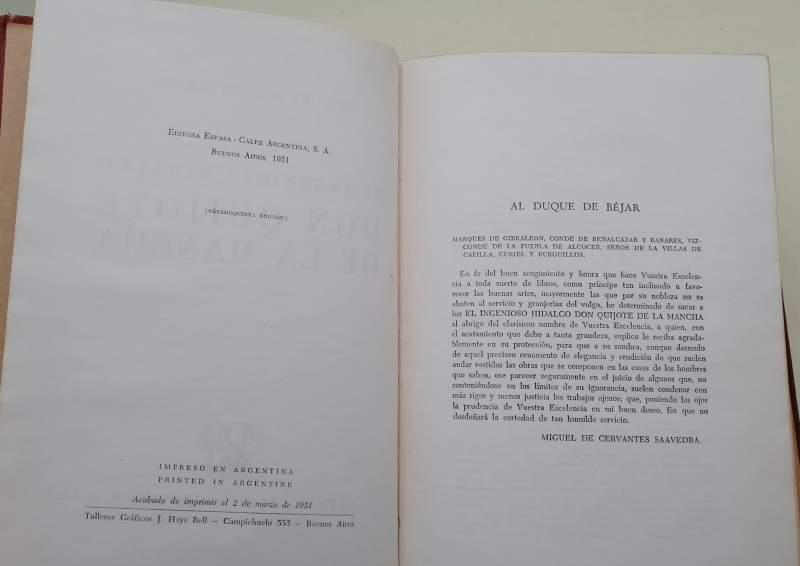 EDITORA ESPASA - CALPE ARGENTINA, S. A.
BUENOS AIRES, 1951
(DÉCIMOQUINTA EDICIÓN)
IMPRESO EN ARGENTINA
PRINTED IN ARGENTINE
Acabado de imprimir el 2 de marzo de 1951
Talleres Gráficos J. Hays Bell — Campichuelo 553 — Buenos Aires
AL DUQUE DE BÉJAR
MARQUES DE GIBRALEON, CONDE DE BENALCAZAR Y BANARES, VIZ-
CONDE DE LA PUEBLA DE ALCOCER, SEÑOR DE LA VILLAS DE
CAPILLA, CURIEL Y BURGUILLOS.
En fe del buen acogimiento y honra que hace Vuestra Excelen-
cia a toda suerte de libros, como príncipe tan inclinado a favo-
recer las buenas artes, mayormente las que por su nobleza no se
abaten al servicio y granjerías del vulgo, he determinado de sacar a
luz EL INGENIOSO HIDALGO DON QUIJOTE DE LA MANCHA
al abrigo del clarísimo nombre de Vuestra Excelencia, a quien, con
el acatamiento que debo a tanta grandeza, suplico le reciba agrada-
blemente en su protección, para que a su sombra, aunque desnudo
de aquel precioso ornamento de elegancia y erudición de que suelen
andar vestidas las obras que se componen en las casas de los hombres
que saben, ose parecer seguramente en el juicio de algunos que, no
conteniéndose en los límites de su ignorancia, suelen condenar con
más rigor y menos justicia los trabajos ajenos; que, poniendo los ojos
la prudencia de Vuestra Excelencia en mi buen deseo, fío que no
desdeñará la cortedad de tan humilde servicio.
MIGUEL DE CERVANTES SAAVEDRA.